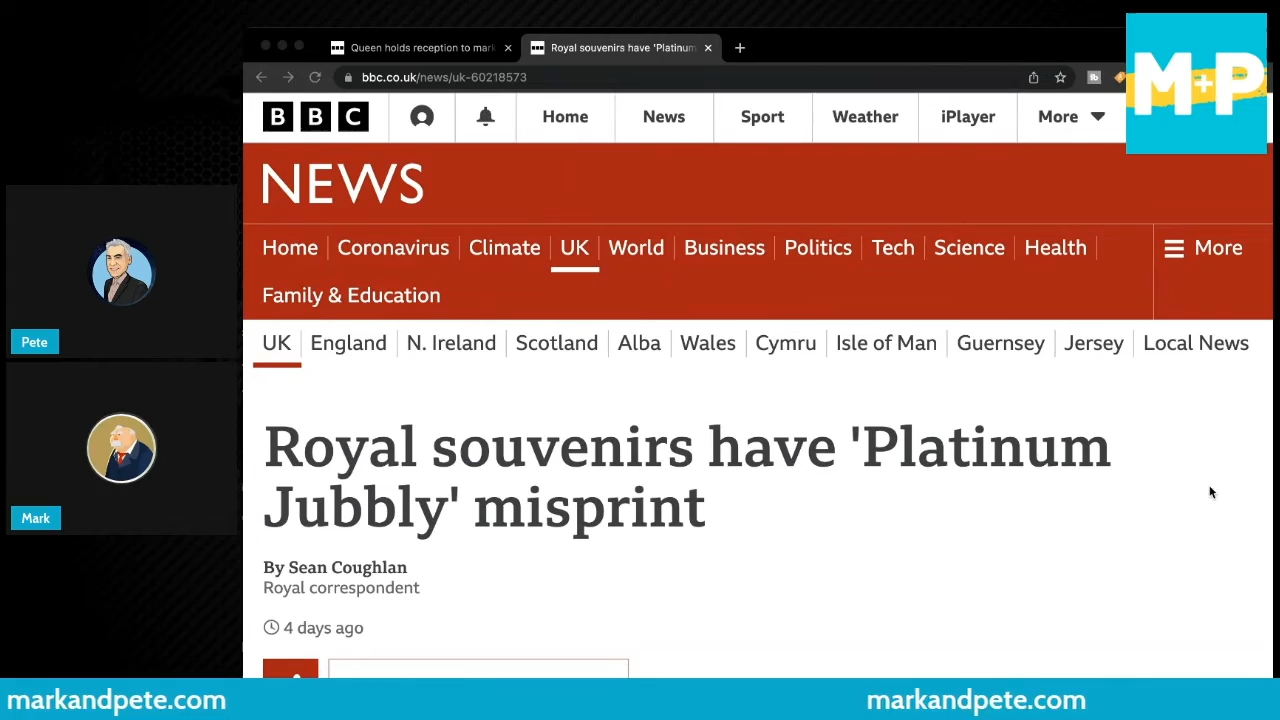 Queen holds reception to mark
Royal souvenirs have 'Platinum
bbc.co.uk/news/uk-60218573
M+P
BBC
Home
News
Sport
Weather
iPlayer
More
NEWS
Home
Coronavirus
Climate
UK
World
Business
Politics
Tech
Science
Health
More
Family & Education
UK
England
N. Ireland
Scotland
Alba
Wales
Cymru
Isle of Man
Guernsey
Jersey
Local News
Pete
Mark
Royal souvenirs have 'Platinum
Jubbly' misprint
By Sean Coughlan
Royal correspondent
4 days ago
markandpete.com
markandpete.com